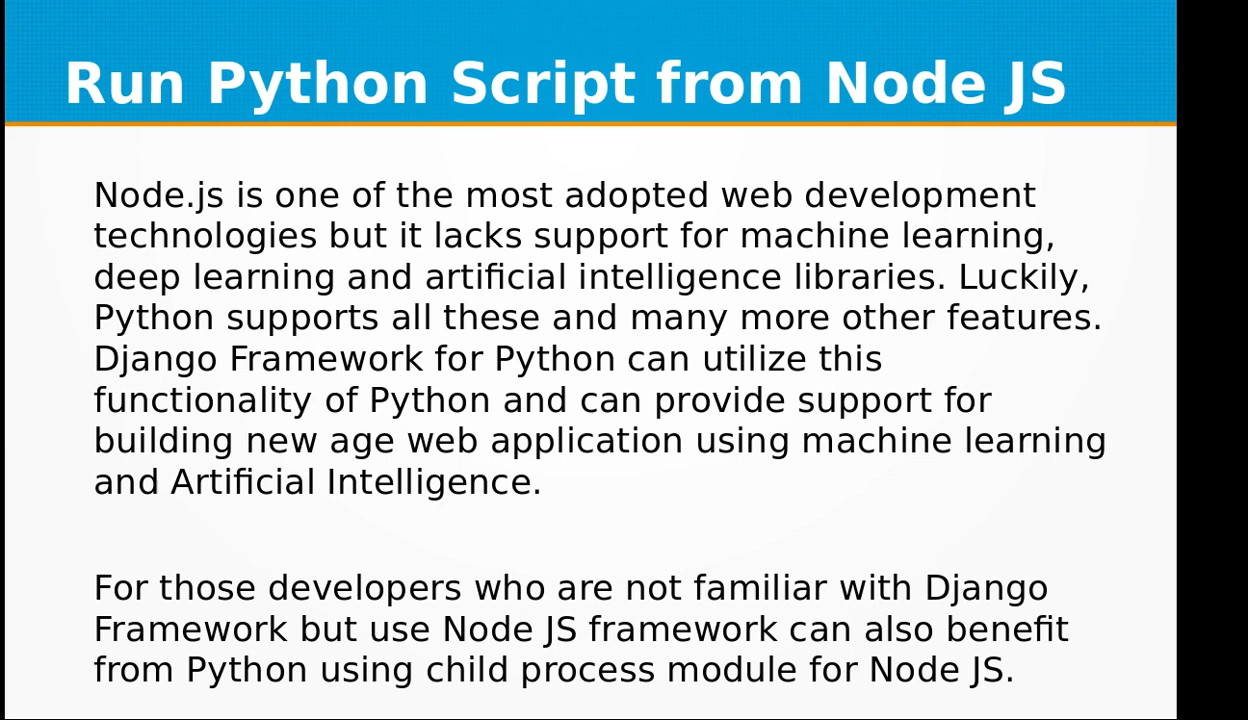 Run Python Script from Node JS
Node.js is one of the most adopted web development
technologies but it lacks support for machine learning,
deep learning and artificial intelligence libraries. Luckily,
Python supports all these and many more other features.
Django Framework for Python can utilize this
functionality of Python and can provide support for
building new age web application using machine learning
and Artificial Intelligence.
For those developers who are not familiar with Django
Framework but use Node JS framework can also benefit
from Python using child process module for Node JS.